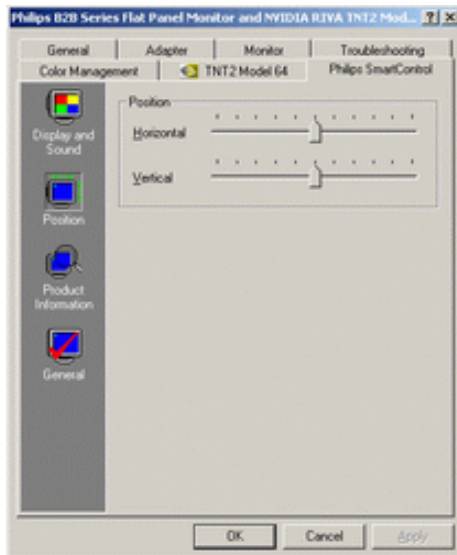 Philips B2B Series Flat Panel Monitor and NVIDIA RIVA TNT2 Mod... ? X
General Adapter Monitor Troubleshooting
Color Management TNT2 Model 64 Philips SmartControl
Display and
Sound
Position
Product
Information
General
Position
Horizontal
Vertical
OK Cancel Apply